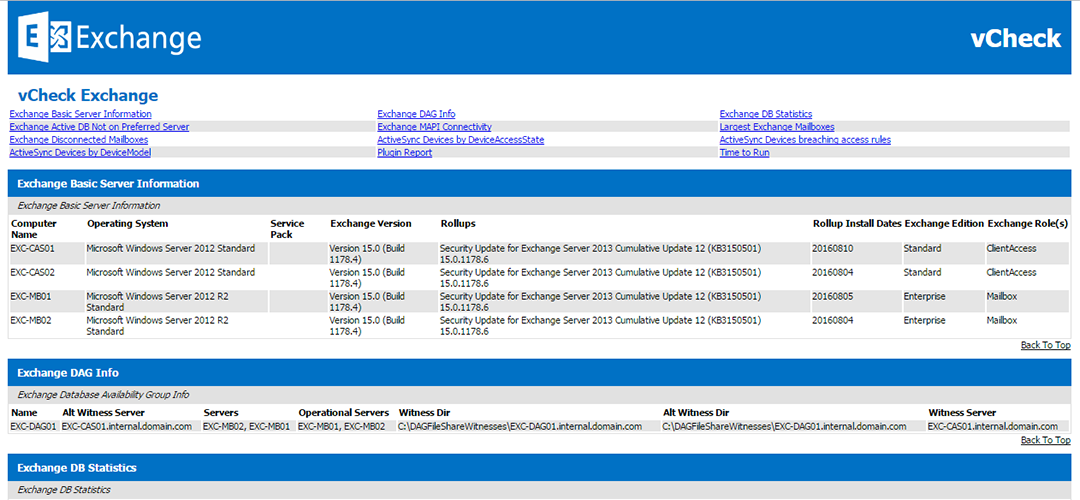 Exchange
vCheck
vCheck Exchange
Exchange Basic Server Information Exchange DAG Info Exchange DB Statistics
Exchange Active DB Not on Preferred Server Exchange MAPI Connectivity Largest Exchange Mailboxes
Exchange Disconnected Mailboxes ActiveSync Devices by DeviceAccessState ActiveSync Devices breaching access rules
ActiveSync Devices by DeviceModel Plugin Report Time to Run
Exchange Basic Server Information
Exchange Basic Server Information
Computer Operating System Service Exchange Version Rollups Rollup Install Dates Exchange Edition Exchange Role(s)
Name Pack
EXC-CAS01 Microsoft Windows Server 2012 Standard Version 15.0 (Build Security Update for Exchange Server 2013 Cumulative Update 12 (KB3150501) 20160810 Standard ClientAccess
1178.4) 15.0.1178.6
EXC-CAS02 Microsoft Windows Server 2012 Standard Version 15.0 (Build Security Update for Exchange Server 2013 Cumulative Update 12 (KB3150501) 20160804 Standard ClientAccess
1178.4) 15.0.1178.6
EXC-MB01 Microsoft Windows Server 2012 R2 Version 15.0 (Build Security Update for Exchange Server 2013 Cumulative Update 12 (KB3150501) 20160805 Enterprise Mailbox
Standard 1178.4) 15.0.1178.6
EXC-MB02 Microsoft Windows Server 2012 R2 Version 15.0 (Build Security Update for Exchange Server 2013 Cumulative Update 12 (KB3150501) 20160804 Enterprise Mailbox
Standard 1178.4) 15.0.1178.6
Back To Top
Exchange DAG Info
Exchange Database Availability Group Info
Name Alt Witness Server Servers Operational Servers Witness Dir Alt Witness Dir Witness Server
EXC-DAG01 EXC-CAS01.internal.domain.com EXC-MB02, EXC-MB01 EXC-MB01, EXC-MB02 C:\DAGFileShareWitnesses\EXC-DAG01.internal.domain.com C:\DAGFileShareWitnesses\EXC-DAG01.internal.domain.com EXC-CAS01.internal.domain.com
Back To Top
Exchange DB Statistics
Exchange DB Statistics